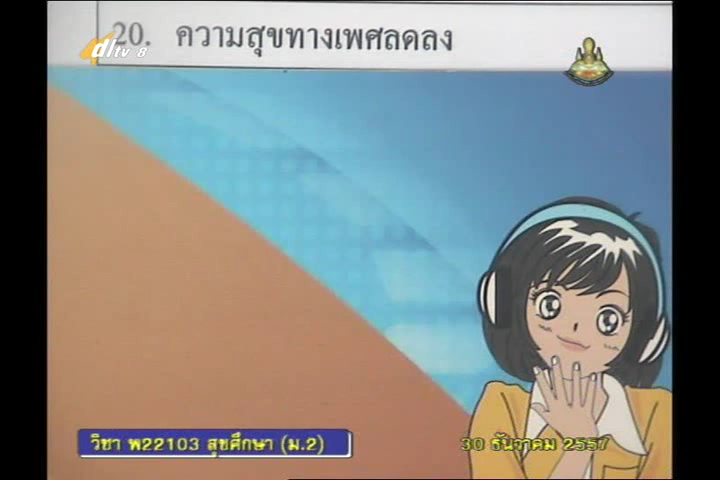 20. ความสุขทางเพศลดลง
dltv 8
วิชา พ22103 สุขศึกษา (ม.2)
30 ธันวาคม 2557